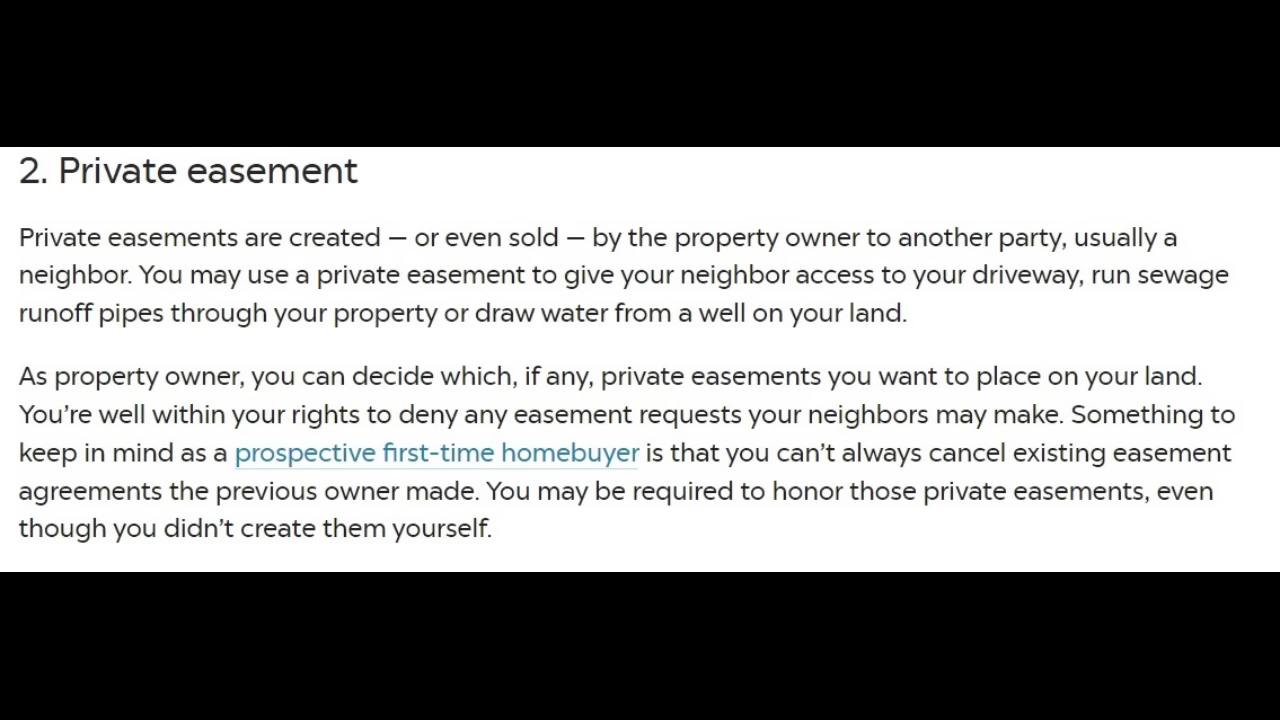 2. Private easement
Private easements are created — or even sold — by the property owner to another party, usually a
neighbor. You may use a private easement to give your neighbor access to your driveway, run sewage
runoff pipes through your property or draw water from a well on your land.
As property owner, you can decide which, if any, private easements you want to place on your land.
You’re well within your rights to deny any easement requests your neighbors may make. Something to
keep in mind as a prospective first-time homebuyer is that you can’t always cancel existing easement
agreements the previous owner made. You may be required to honor those private easements, even
though you didn’t create them yourself.